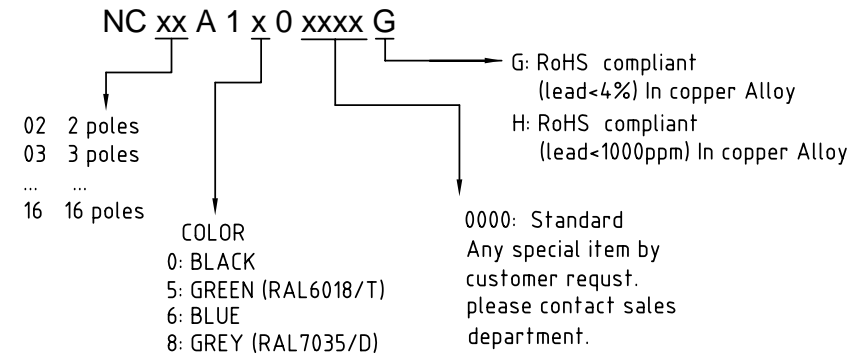 NC xx A 1 x 0 xxxx G
G: RoHS compliant
(lead<4%) In copper Alloy
H: RoHS compliant
(lead<1000ppm) In copper Alloy
02 2 poles
03 3 poles
... ...
16 16 poles
COLOR
0: BLACK
5: GREEN (RAL6018/T)
6: BLUE
8: GREY (RAL7035/D)
0000: Standard
Any special item by
customer requst.
please contact sales
department.